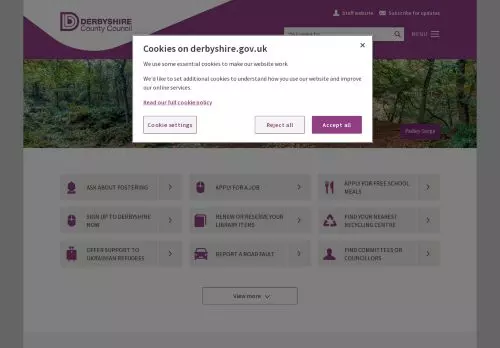 DERBYSHIRE
County Council
Staff website
Subscribe for updates
MENU
Cookies on derbyshire.gov.uk
We use some essential cookies to make our website work.
We'd like to set additional cookies to understand how you use our website and improve
our online services.
Read our full cookie policy
Cookie settings
Reject all
Accept all
Padley Gorge
ASK ABOUT FOSTERING
APPLY FOR A JOB
APPLY FOR FREE SCHOOL
MEALS
SIGN UP TO DERBYSHIRE
NOW
RENEW OR RESERVE YOUR
LIBRARY ITEMS
FIND YOUR NEAREST
RECYCLING CENTRE
OFFER SUPPORT TO
UKRAINIAN REFUGEES
REPORT A ROAD FAULT
FIND COMMITTEES OR
COUNCILLORS
View more